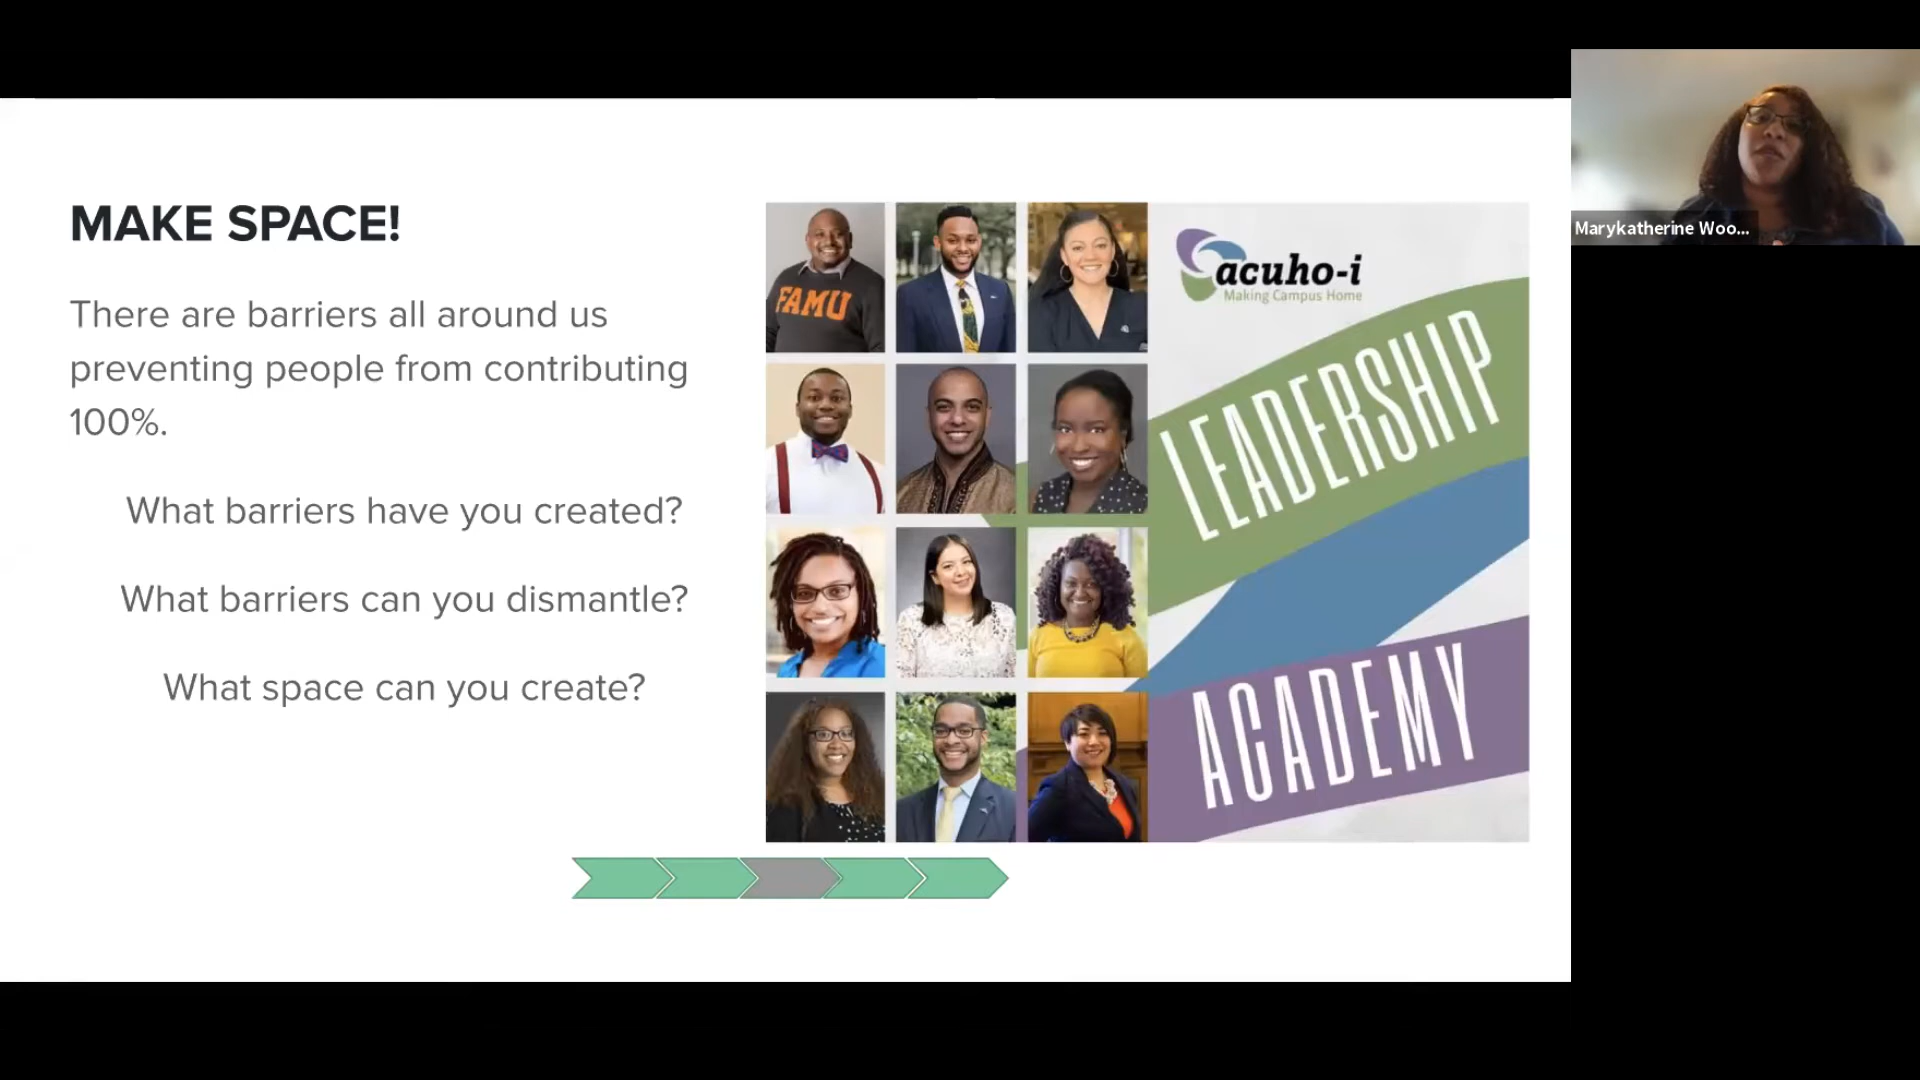 MAKE SPACE!
There are barriers all around us
preventing people from contributing
100%.
What barriers have you created?
What barriers can you dismantle?
What space can you create?
FAMU
acuho-i
Making Campus Home
LEADERSHIP
ACADEMY
Marykatherine Woo...